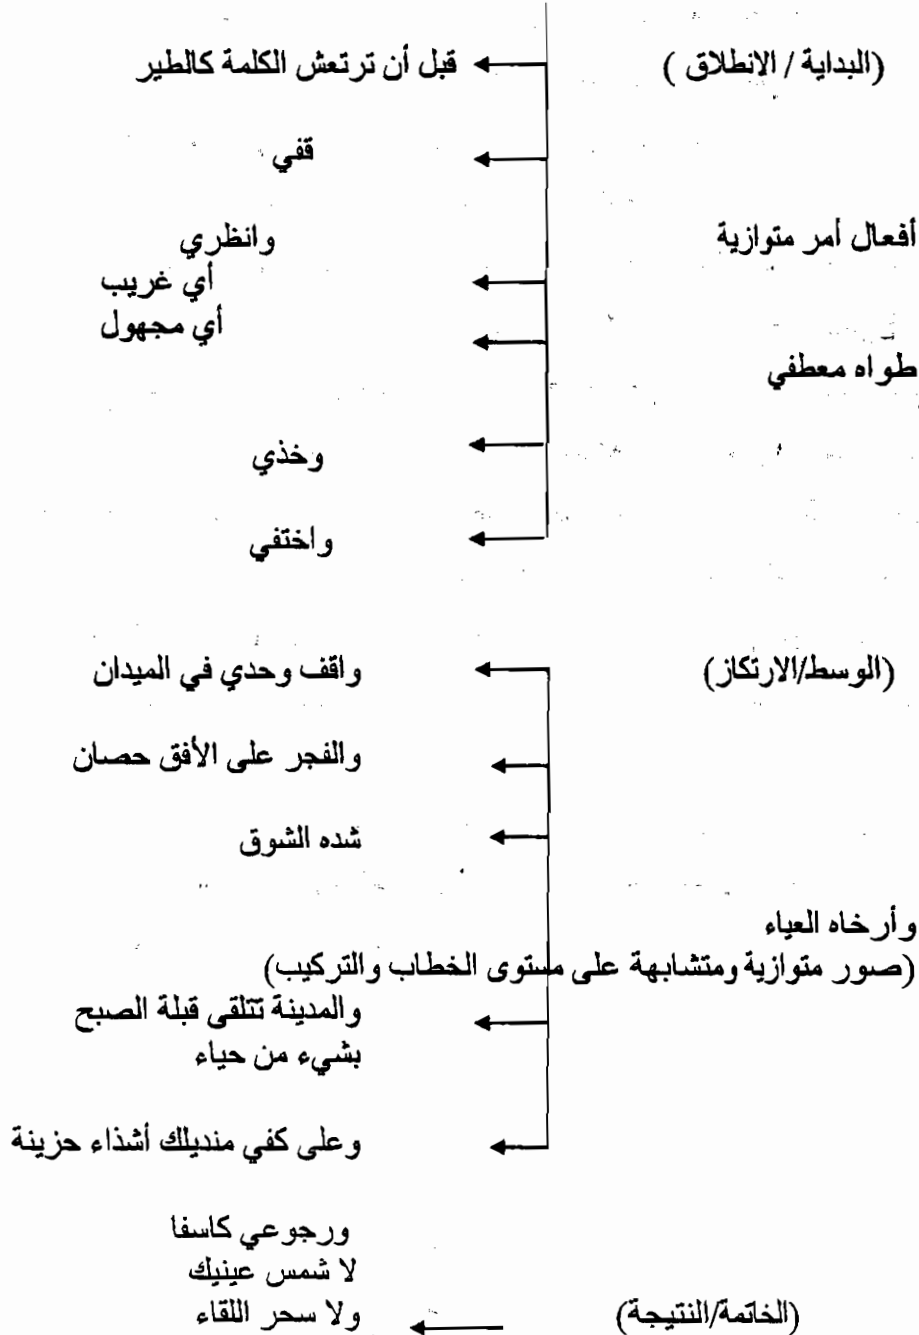 (البداية / الانطلاق ) قبل أن ترتعش الكلمة كالطير
قفي
أفعال أمر متوازية وانظري
أي غريب
أي مجهول
طواه معطفي
وخذي
واختفي
(الوسط/الارتكاز) واقف وحدي في الميدان
والفجر على الأفق حصان
شده الشوق
وأرخاه العياء
(صور متوازية ومتشابهة على مستوى الخطاب والتركيب)
والمدينة تتلقى قبلة الصبح
بشيء من حياء
وعلى كفي منديلك أشذاء حزينة
ورجوعي كاسفا
لا شمس عينيك
(الخاتمة/النتيجة) ولا سحر اللقاء